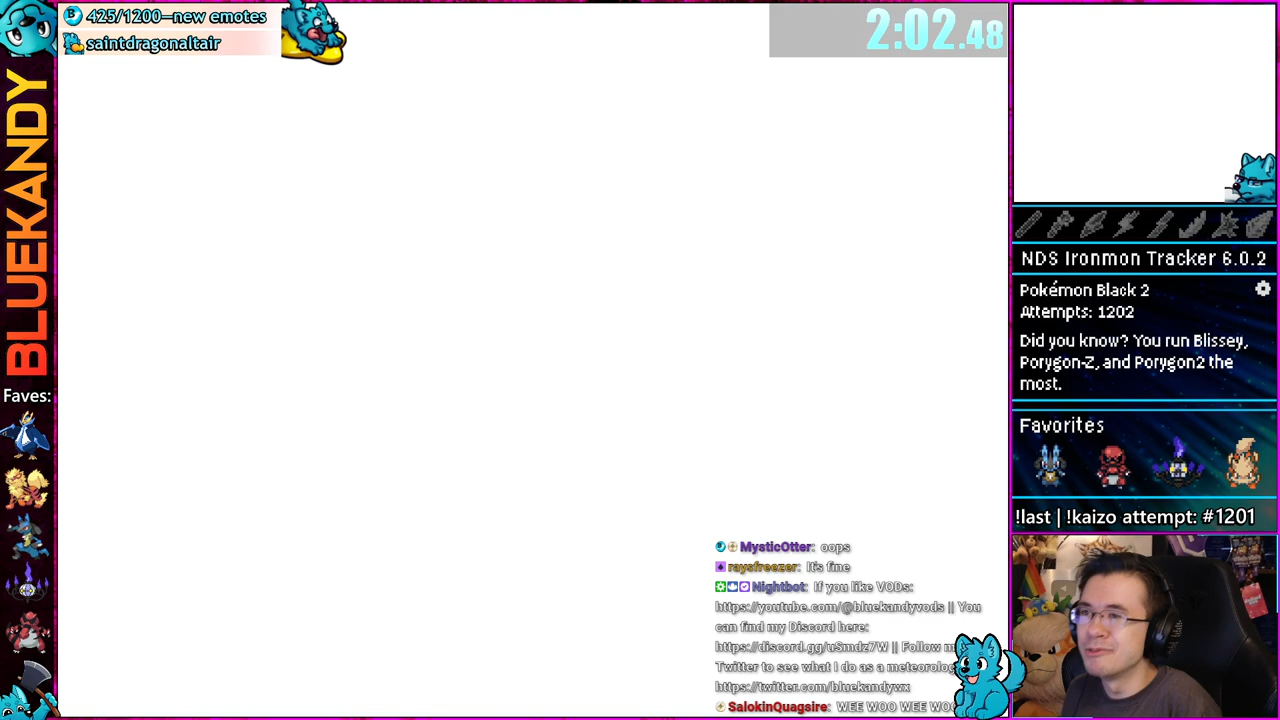 425/1200–new emotes
saintdragonaltair
2:02.48
BLUEKANDY
Faves:
NDS Ironmon Tracker 6.0.2
Pokémon Black 2
Attempts: 1202
Did you know? You run Blissey,
Porygon-Z, and Porygon2 the
most.
Favorites
!last | !kaizo attempt: #1201
MysticOtter: oops
raysfreezer: It's fine
Nightbot: If you like VODs:
https://youtube.com/@bluekandyvods || You
can find my Discord here:
https://discord.gg/uSmdz7W || Follow
Twitter to see what I do as a
https://twitter.com/bluekandywx
SalokinQuagsire: WEE WOO WEE